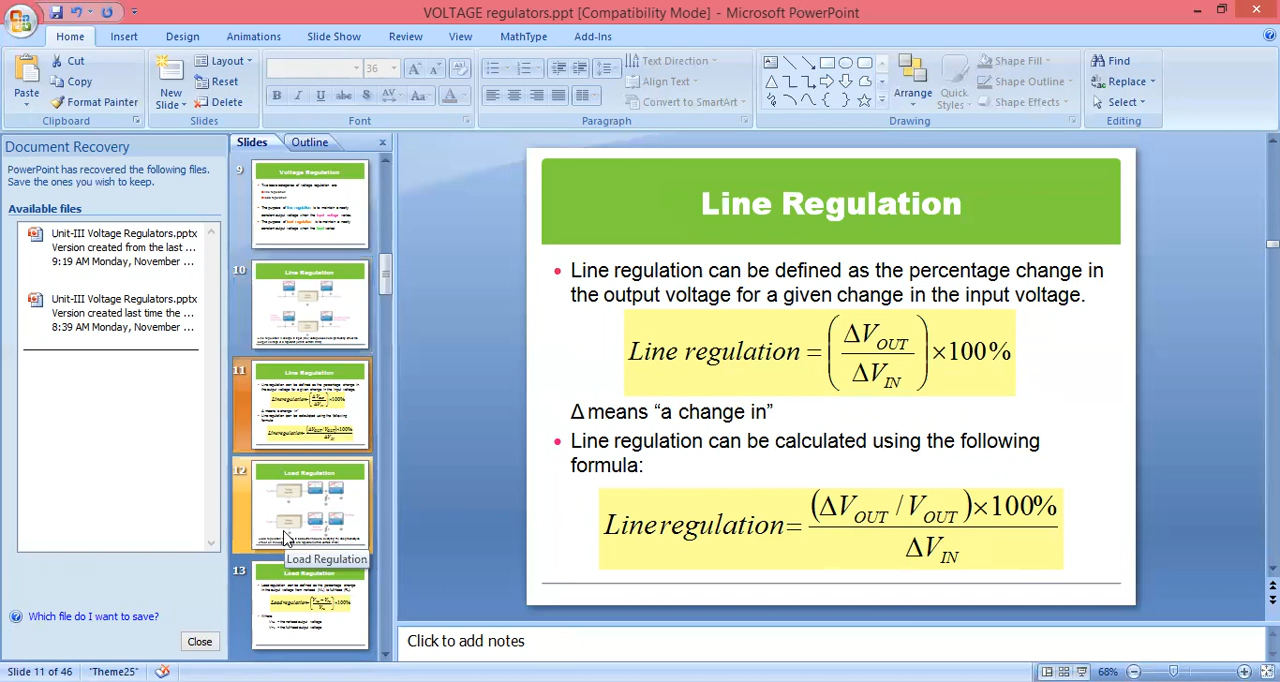 VOLTAGE regulators.ppt [Compatibility Mode] - Microsoft PowerPoint
Home Insert Design Animations Slide Show Review View MathType Add-Ins
Paste
Cut
Copy
Format Painter
Clipboard
New Slide
Layout
Reset
Delete
Slides
36
B I U abc S AV Aa A
Font
Text Direction
Align Text
Convert to SmartArt
Paragraph
Arrange
Quick Styles
Shape Fill
Shape Outline
Shape Effects
Drawing
Find
Replace
Select
Editing
Document Recovery
PowerPoint has recovered the following files.
Save the ones you wish to keep.
Available files
Unit-III Voltage Regulators.pptx
Version created from the last ...
9:19 AM Monday, November ...
Unit-III Voltage Regulators.pptx
Version created last time the ...
8:39 AM Monday, November ...
Which file do I want to save?
Close
Slides Outline
9
Voltage Regulation
10
Line Regulation
11
Line Regulation
12
Load Regulation
Load Regulation
13
Load Regulation
Line Regulation
• Line regulation can be defined as the percentage change in
the output voltage for a given change in the input voltage.
Line regulation = (ΔV_OUT / ΔV_IN) × 100%
Δ means “a change in”
• Line regulation can be calculated using the following
formula:
Line regulation = (ΔV_OUT / V_OUT) × 100% / ΔV_IN
Click to add notes
Slide 11 of 46 "Theme25" 68%